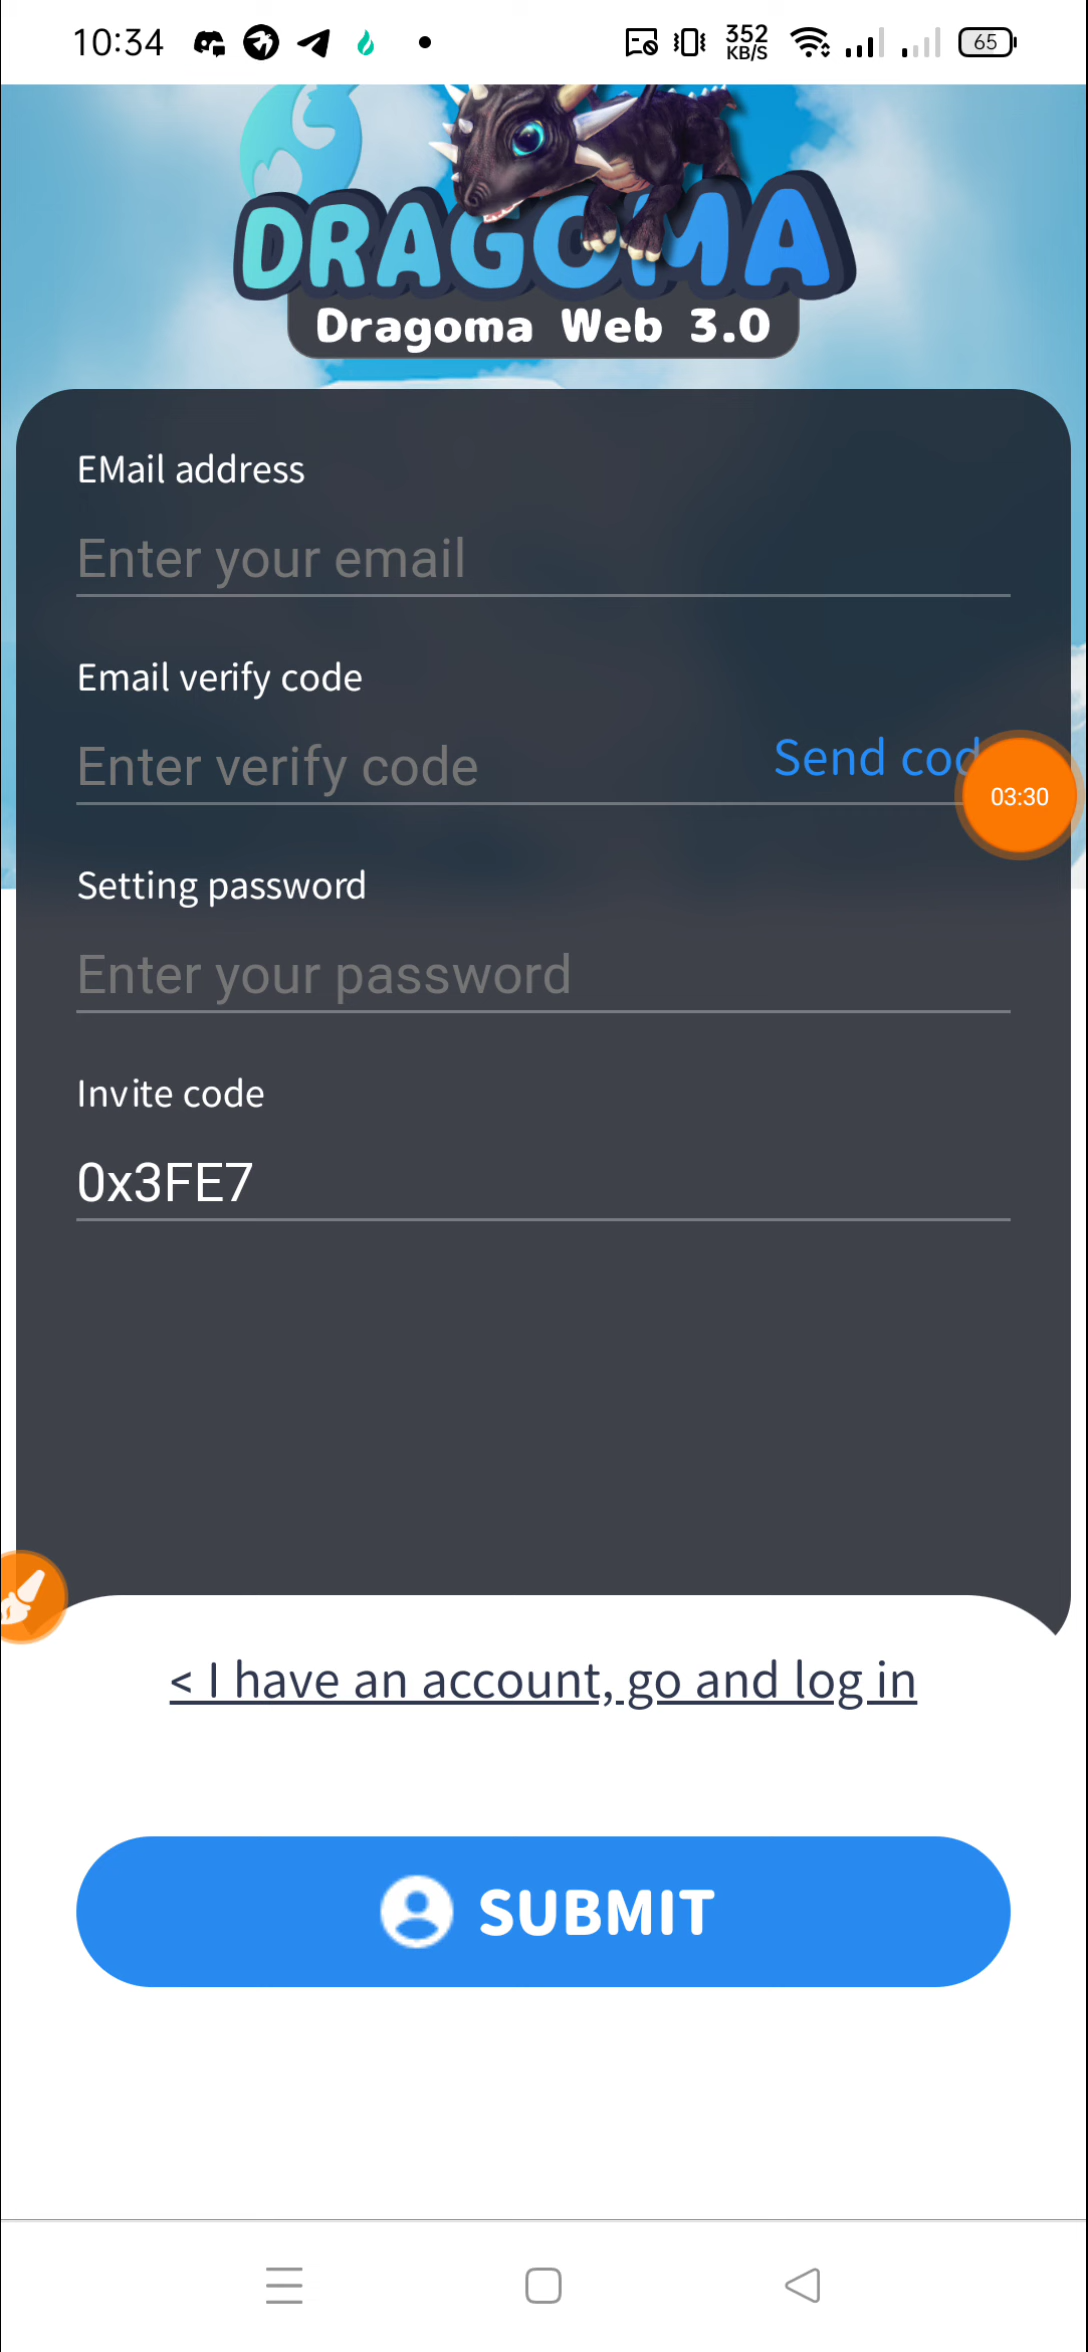 10:34
352
KB/S
65
DRAGOMA
Dragoma Web 3.0
EMail address
Enter your email
Email verify code
Enter verify code
Send cod
03:30
Setting password
Enter your password
Invite code
0x3FE7
< I have an account, go and log in
SUBMIT